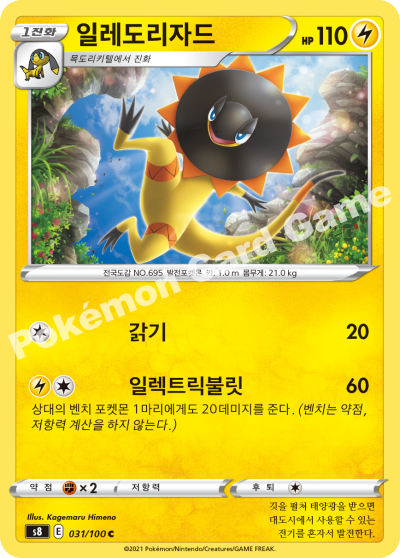 1진화
일레도리자드
HP 110
목도리키텔에서 진화
전국도감 NO.695 발전포켓몬 키: 1.0 m 몸무게: 21.0 kg
Pokémon Card Game
갉기 20
일렉트릭불릿 60
상대의 벤치 포켓몬 1마리에게도 20데미지를 준다. (벤치는 약점,
저항력 계산을 하지 않는다.)
약점 ×2 저항력 후퇴
Illus. Kagemaru Himeno
s8 E 031/100 C
깃을 펼쳐 태양광을 받으면
대도시에서 사용할 수 있는
전기를 혼자서 발전한다.
©2021 Pokémon/Nintendo/Creatures/GAME FREAK.